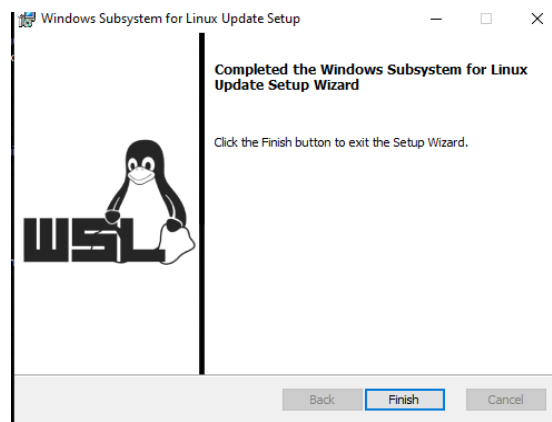 Windows Subsystem for Linux Update Setup
Completed the Windows Subsystem for Linux
Update Setup Wizard
Click the Finish button to exit the Setup Wizard.
WSL
Back Finish Cancel